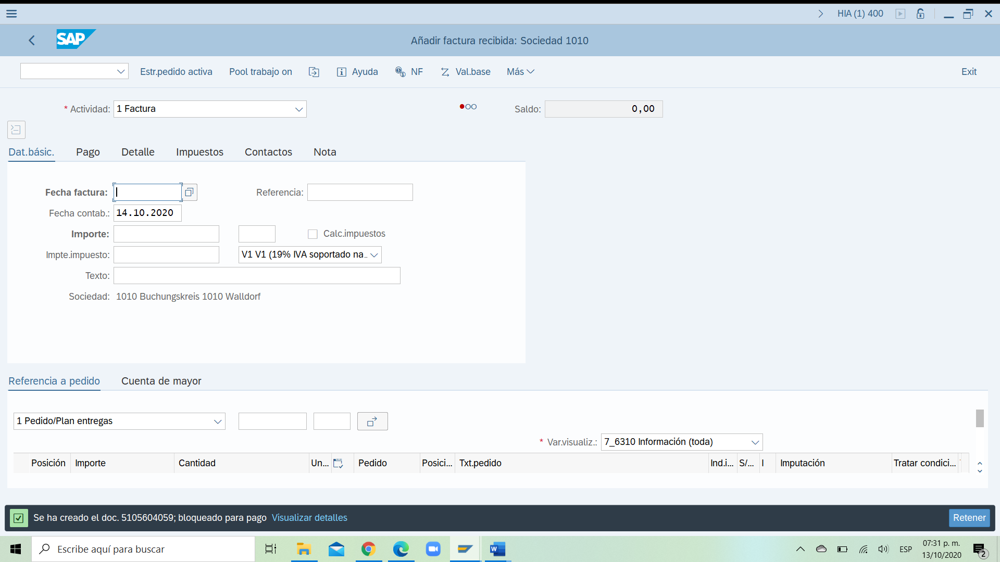 HIA (1) 400
SAP
Añadir factura recibida: Sociedad 1010
Estr.pedido activa Pool trabajo on Ayuda NF Val.base Más Exit
* Actividad: 1 Factura Saldo: 0,00
Dat.básic. Pago Detalle Impuestos Contactos Nota
Fecha factura: Referencia:
Fecha contab.: 14.10.2020
Importe: Calc.impuestos
Impte.impuesto: V1 V1 (19% IVA soportado na...
Texto:
Sociedad: 1010 Buchungskreis 1010 Walldorf
Referencia a pedido Cuenta de mayor
1 Pedido/Plan entregas
* Var.visualiz.: 7_6310 Información (toda)
Posición Importe Cantidad Un... Pedido Posici... Txt.pedido Ind.i... S/... I Imputación Tratar condici...
Se ha creado el doc. 5105604059; bloqueado para pago Visualizar detalles Retener
Escribe aquí para buscar ESP 07:31 p. m.
13/10/2020 2